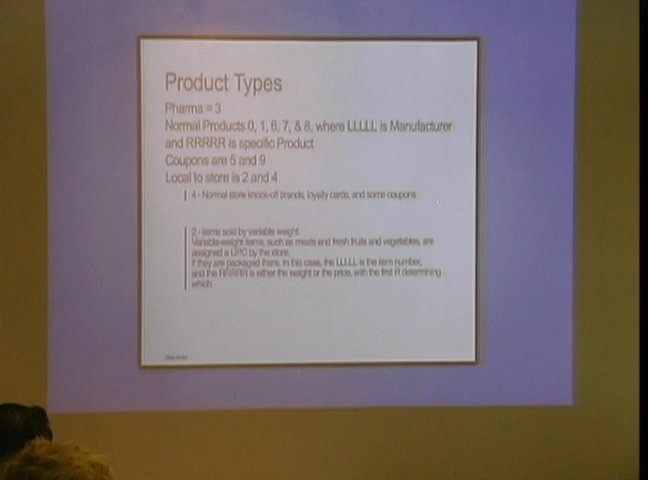 Product Types
Pharma = 3
Normal Products 0, 1, 6, 7, & 8, where LLLLL is Manufacturer
and RRRRR is specific Product
Coupons are 5 and 9
Local to store is 2 and 4
4 - Normal store knock-off brands, loyalty cards, and some coupons
2 - Items sold by variable weight
Variable-weight items, such as meats and fresh fruits and vegetables, are
assigned a UPC by the store,
if they are packaged there. In this case, the LLLLL is the item number,
and the RRRRR is either the weight or the price, with the first R determining
which